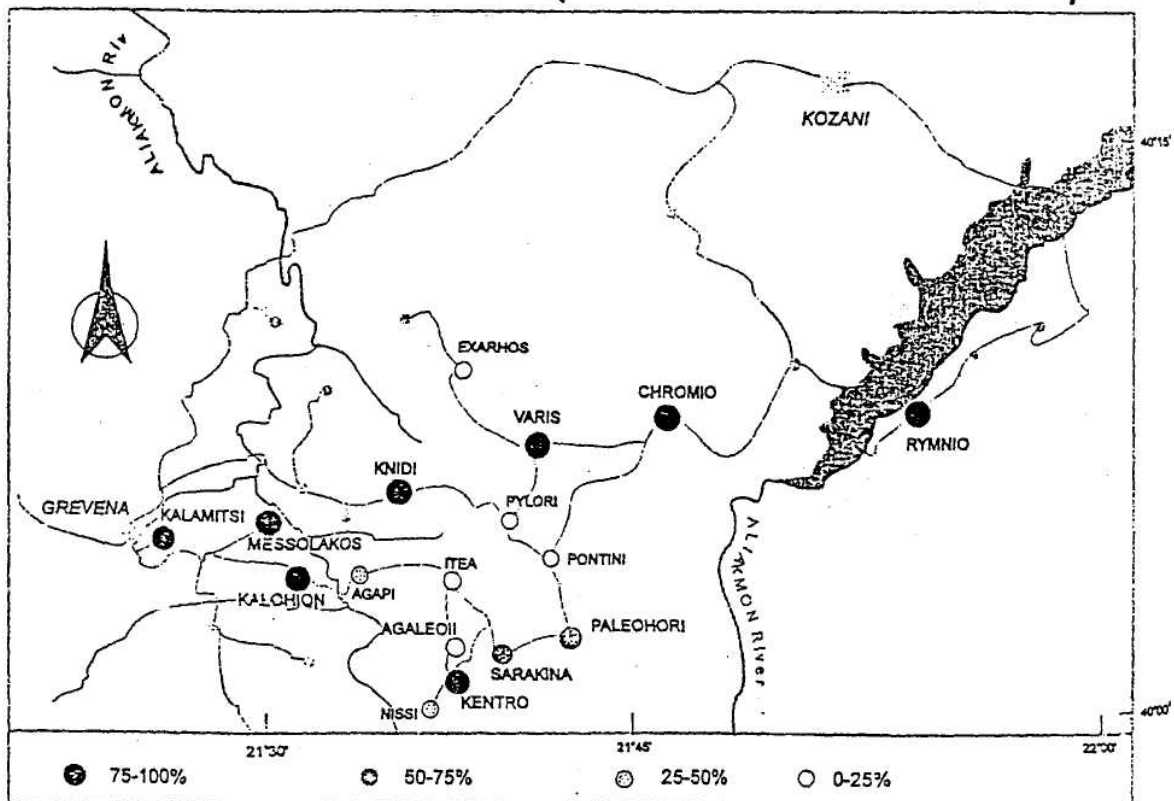 ALIAKMON RIV
KOZANI
40°15'
EXARHOS
CHROMIO
VARIS
RYMNIO
KNIDI
GREVENA
PYLORI
KALAMITSI
MESSOLAKOS
PONTINI
ITEA
AGAPI
KALOHION
ALIAKMON River
PALEOHORI
AGALEOII
SARAKINA
KENTRO
NISSI
40°00'
21°30'
21°45'
22°00'
75-100%
50-75%
25-50%
0-25%